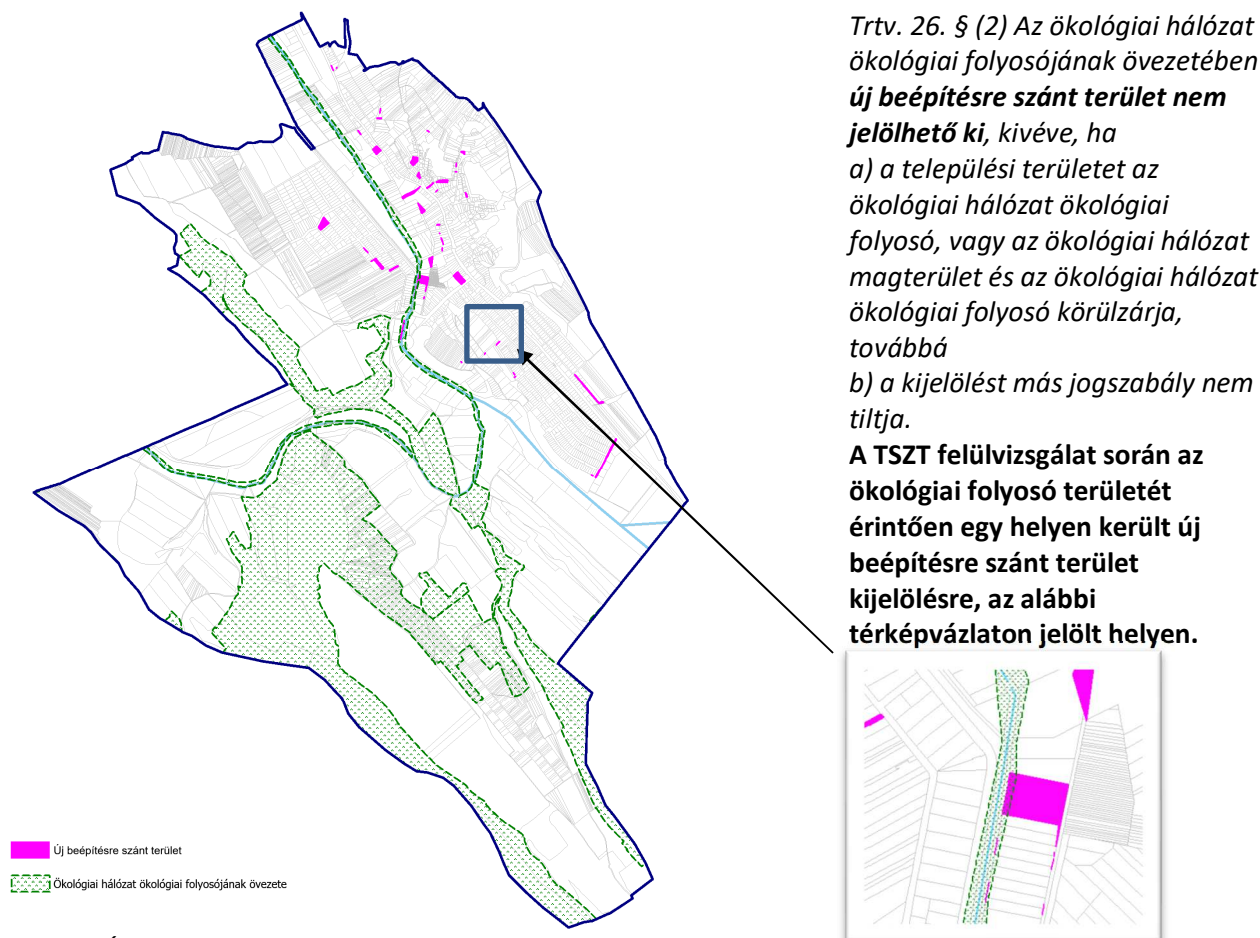 Trtv. 26. § (2) Az ökológiai hálózat
ökológiai folyosójának övezetében
új beépítésre szánt terület nem
jelölhető ki, kivéve, ha
a) a települési területet az
ökológiai hálózat ökológiai
folyosó, vagy az ökológiai hálózat
magterület és az ökológiai hálózat
ökológiai folyosó körülzárja,
továbbá
b) a kijelölést más jogszabály nem
tiltja.
A TSZT felülvizsgálat során az
ökológiai folyosó területét
érintően egy helyen került új
beépítésre szánt terület
kijelölésre, az alábbi
térképvázlaton jelölt helyen.
Új beépítésre szánt terület
Ökológiai hálózat ökológiai folyosójának övezete